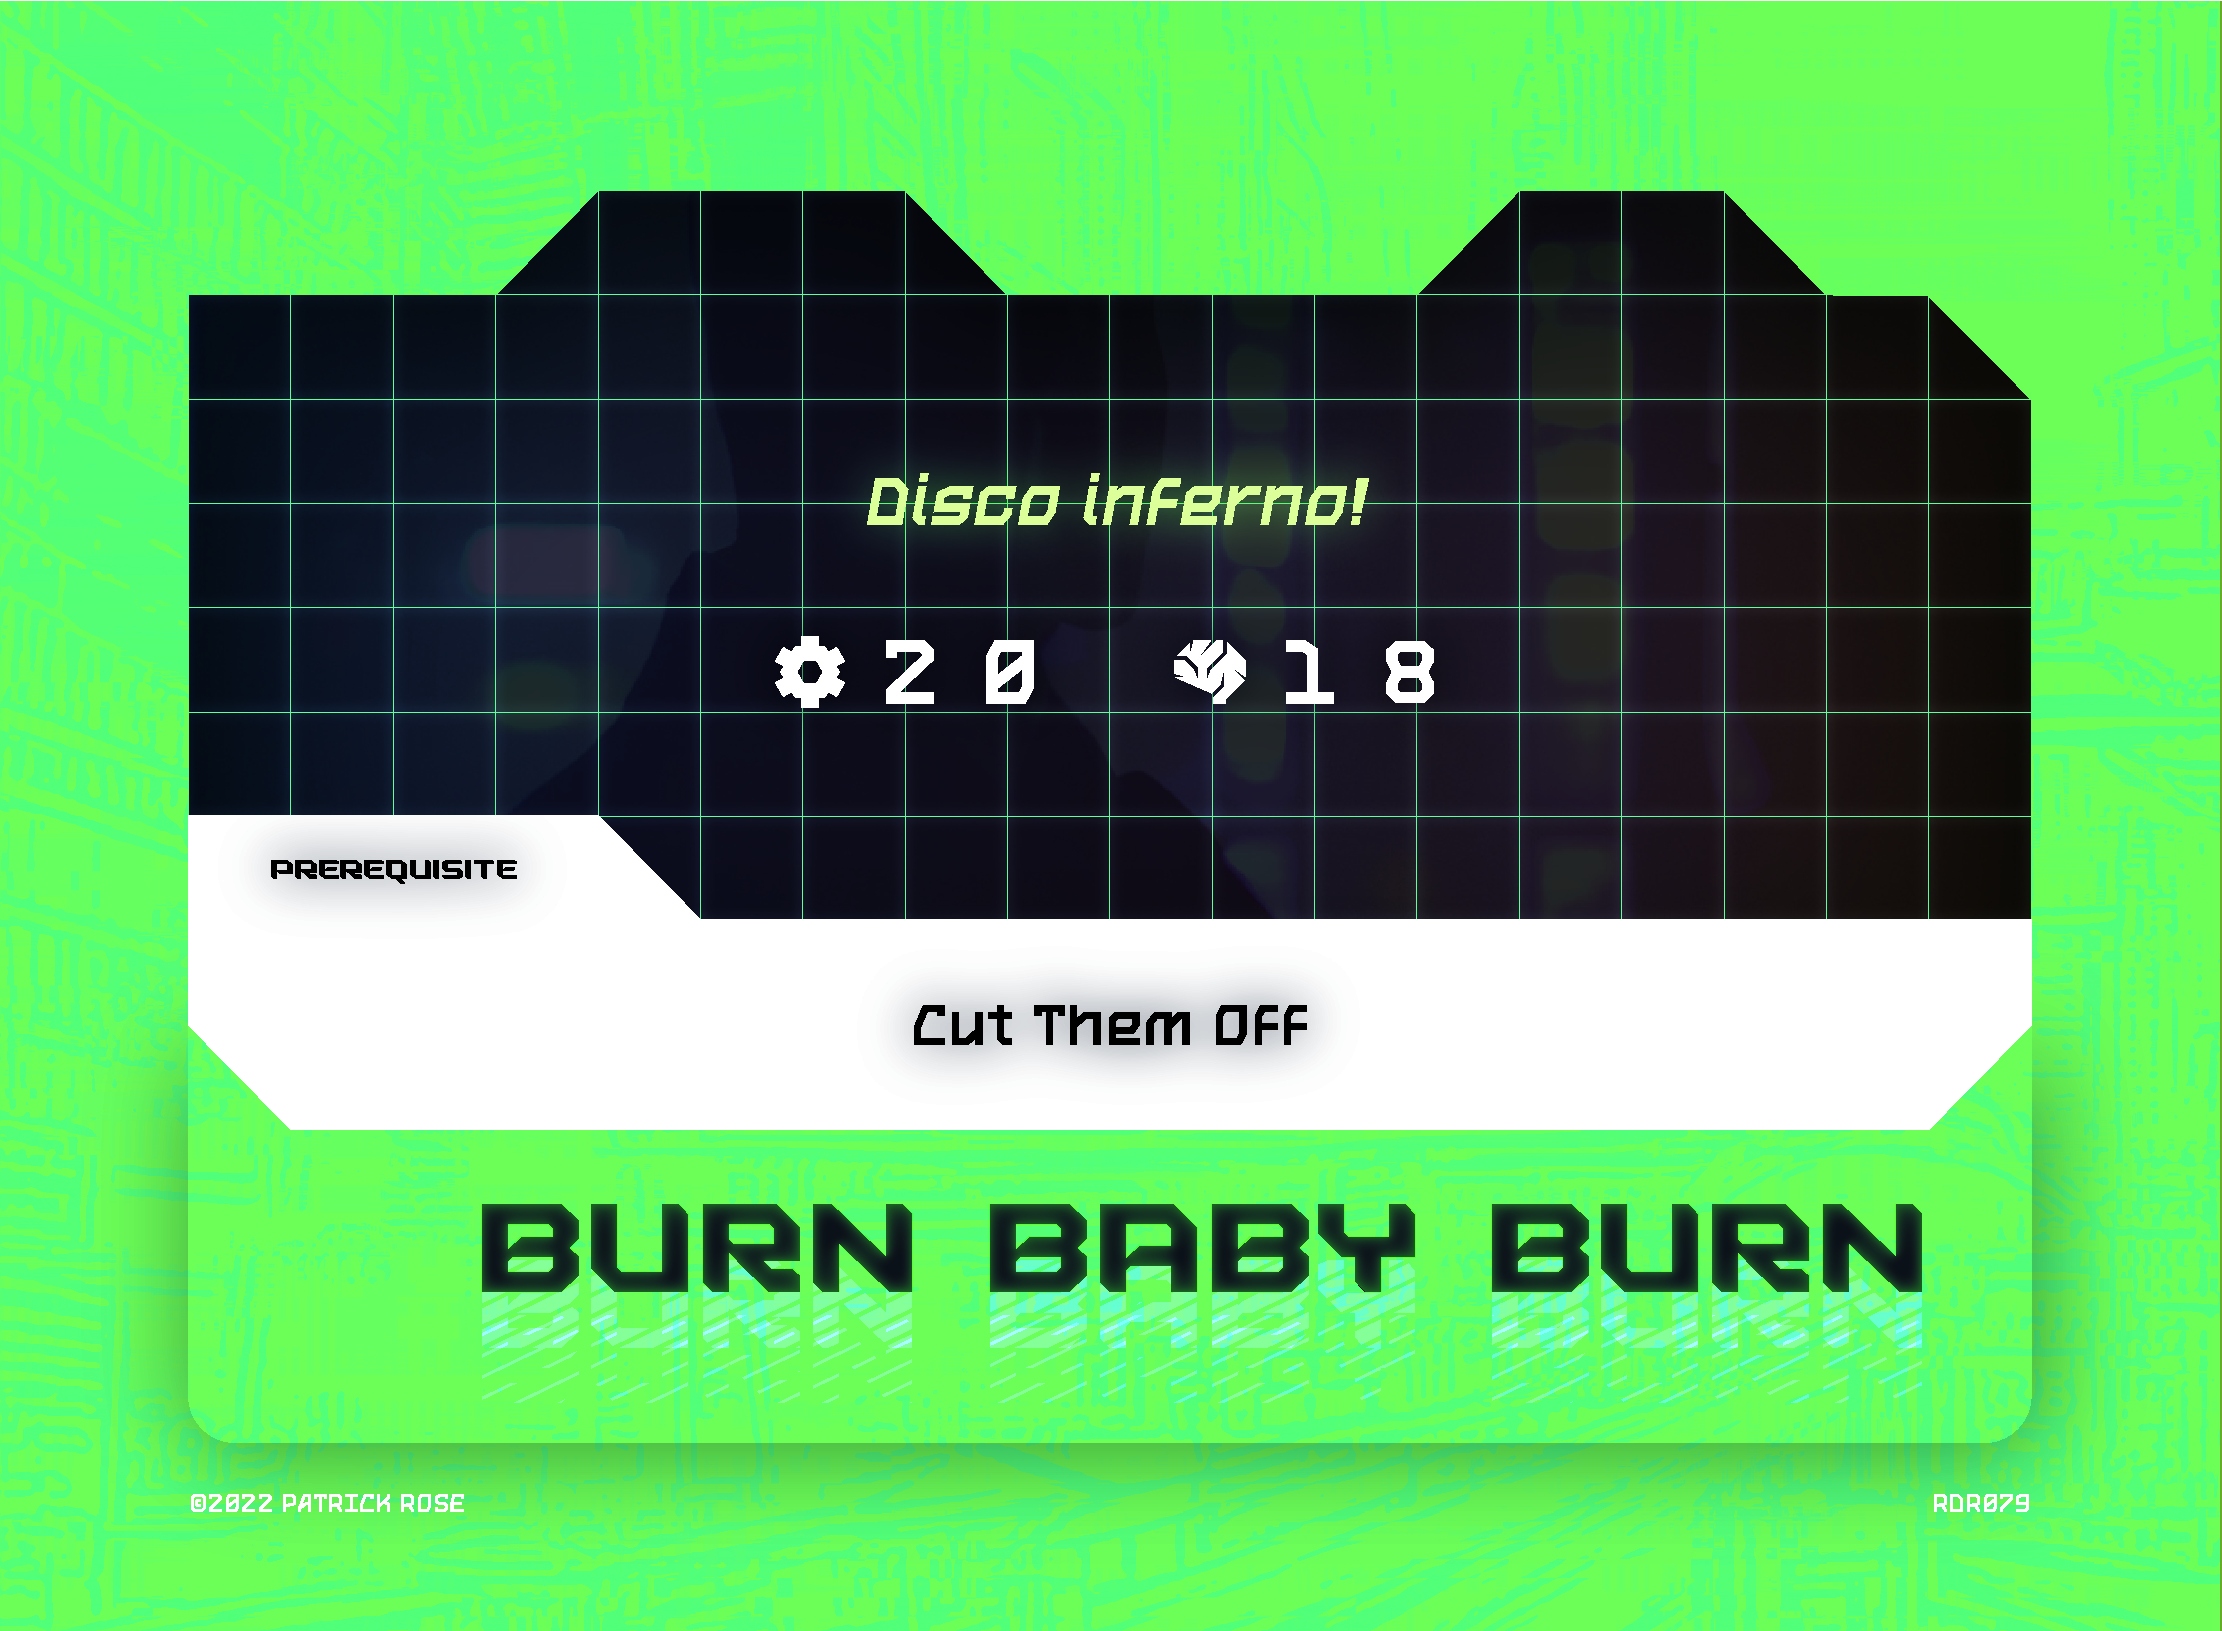 Disco inferno!
20 18
PREREQUISITE
Cut Them Off
BURN BABY BURN
©2022 PATRICK ROSE
RDR079